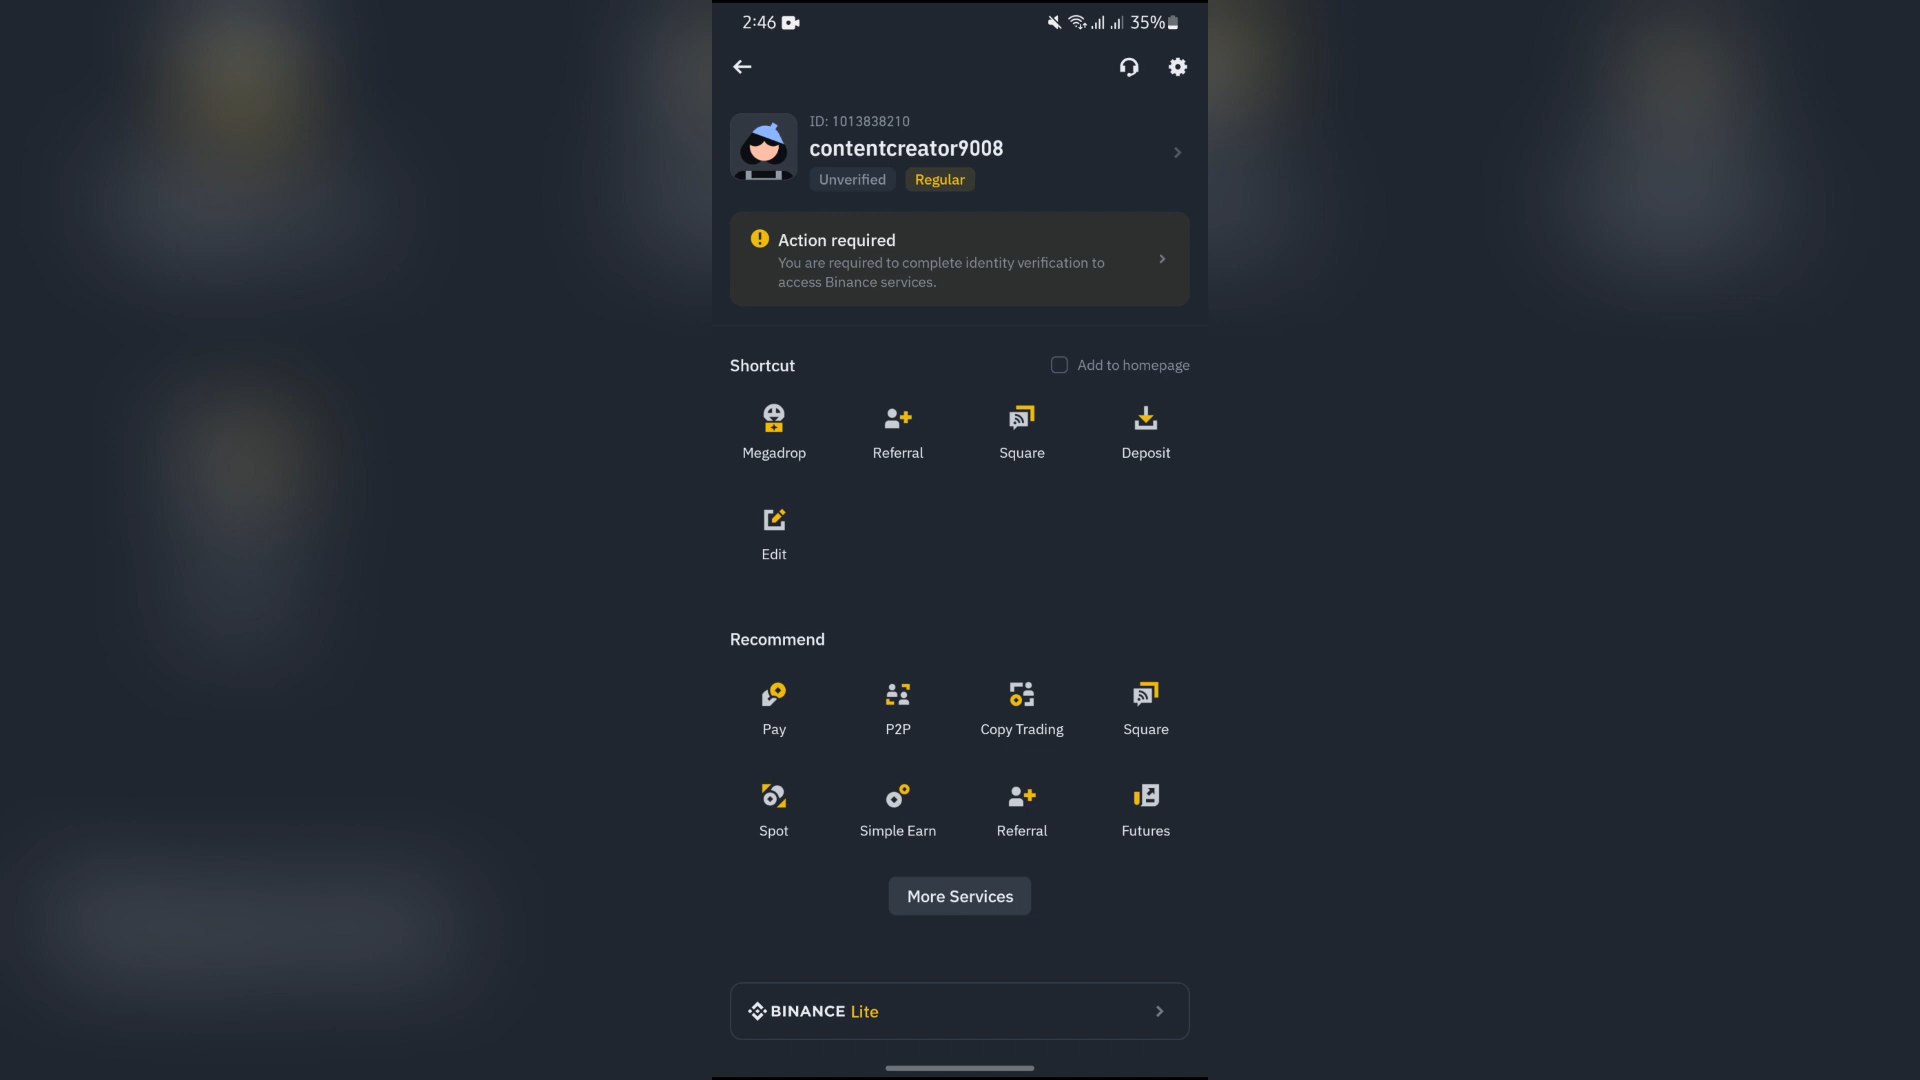 2:46
35%
ID: 1013838210
contentcreator9008
Unverified Regular
Action required
You are required to complete identity verification to
access Binance services.
Shortcut
Add to homepage
Megadrop Referral Square Deposit
Edit
Recommend
Pay P2P Copy Trading Square
Spot Simple Earn Referral Futures
More Services
BINANCE Lite